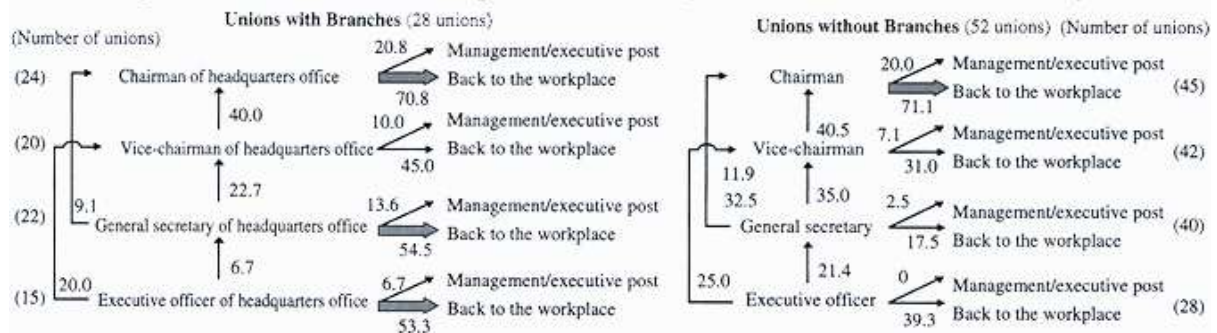 Unions with Branches (28 unions)
(Number of unions)
20.8 Management/executive post
(24) Chairman of headquarters office Back to the workplace
70.8
40.0
10.0 Management/executive post
(20) Vice-chairman of headquarters office Back to the workplace
45.0
22.7
9.1
13.6 Management/executive post
(22) General secretary of headquarters office Back to the workplace
54.5
6.7
20.0
6.7 Management/executive post
(15) Executive officer of headquarters office Back to the workplace
53.3
Unions without Branches (52 unions) (Number of unions)
20.0 Management/executive post
Chairman Back to the workplace (45)
71.1
40.5
7.1 Management/executive post
Vice-chairman Back to the workplace (42)
11.9
31.0
32.5
35.0
2.5 Management/executive post
General secretary Back to the workplace (40)
17.5
25.0
21.4
0 Management/executive post
Executive officer Back to the workplace (28)
39.3